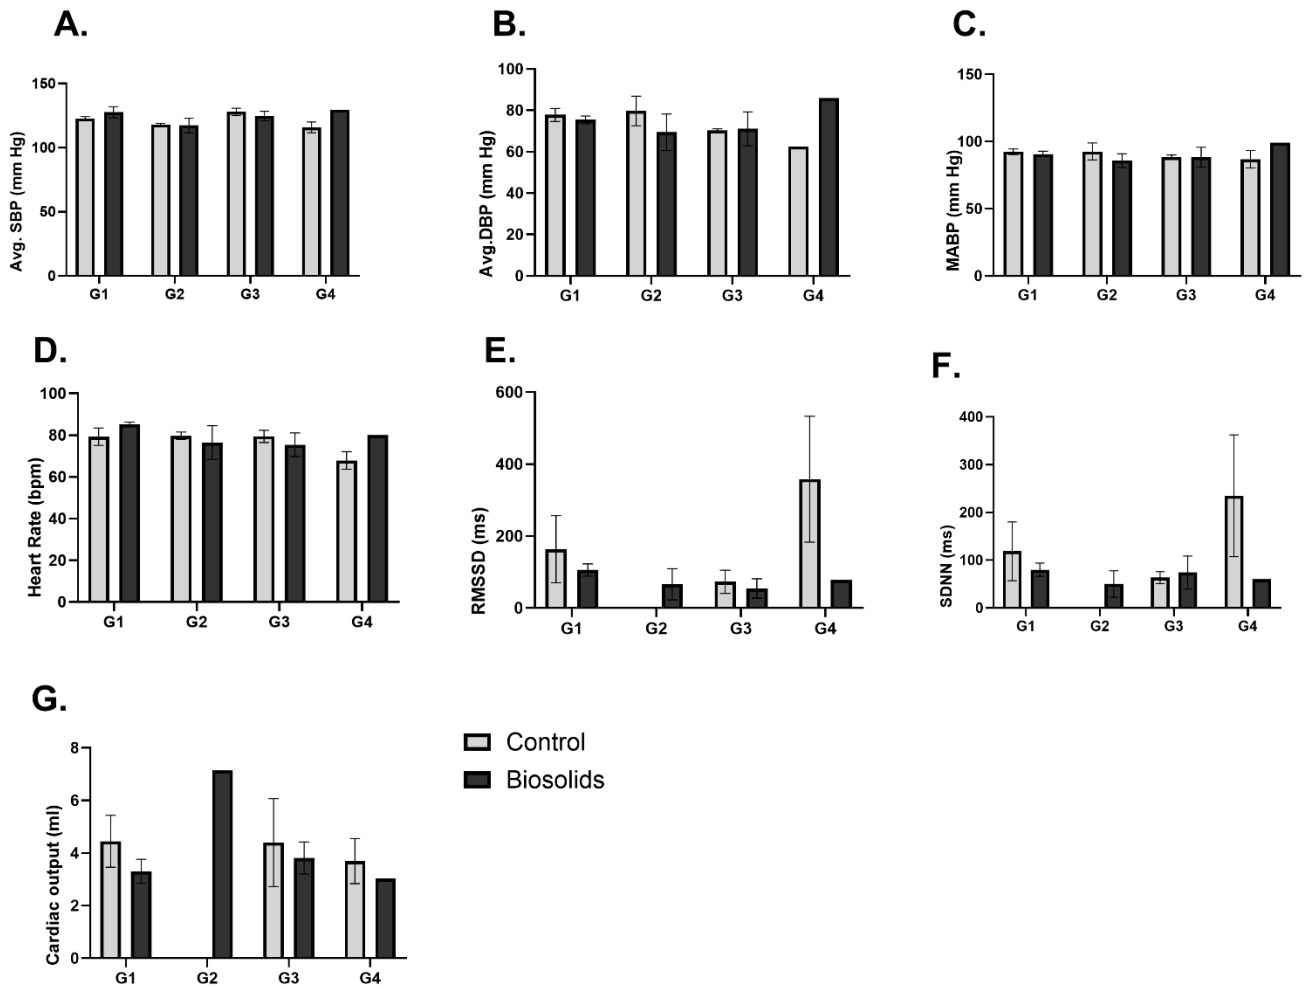 A.
Avg. SBP (mm Hg)
150
100
50
0
G1 G2 G3 G4
B.
Avg.DBP (mm Hg)
100
80
60
40
20
0
G1 G2 G3 G4
C.
MABP (mm Hg)
150
100
50
0
G1 G2 G3 G4
D.
Heart Rate (bpm)
100
80
60
40
20
0
G1 G2 G3 G4
E.
RMSSD (ms)
600
400
200
0
G1 G2 G3 G4
F.
SDNN (ms)
400
300
200
100
0
G1 G2 G3 G4
G.
Cardiac output (ml)
8
6
4
2
0
G1 G2 G3 G4
Control
Biosolids